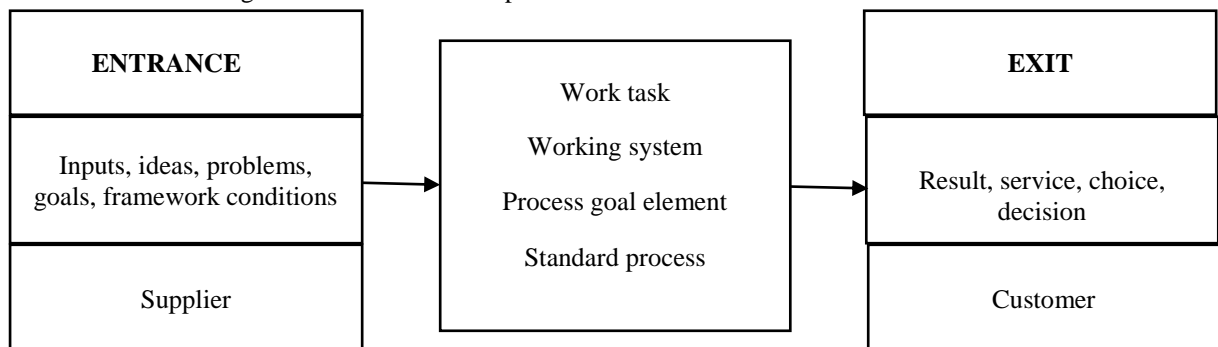 ENTRANCE
Inputs, ideas, problems,
goals, framework conditions
Supplier
Work task
Working system
Process goal element
Standard process
EXIT
Result, service, choice,
decision
Customer